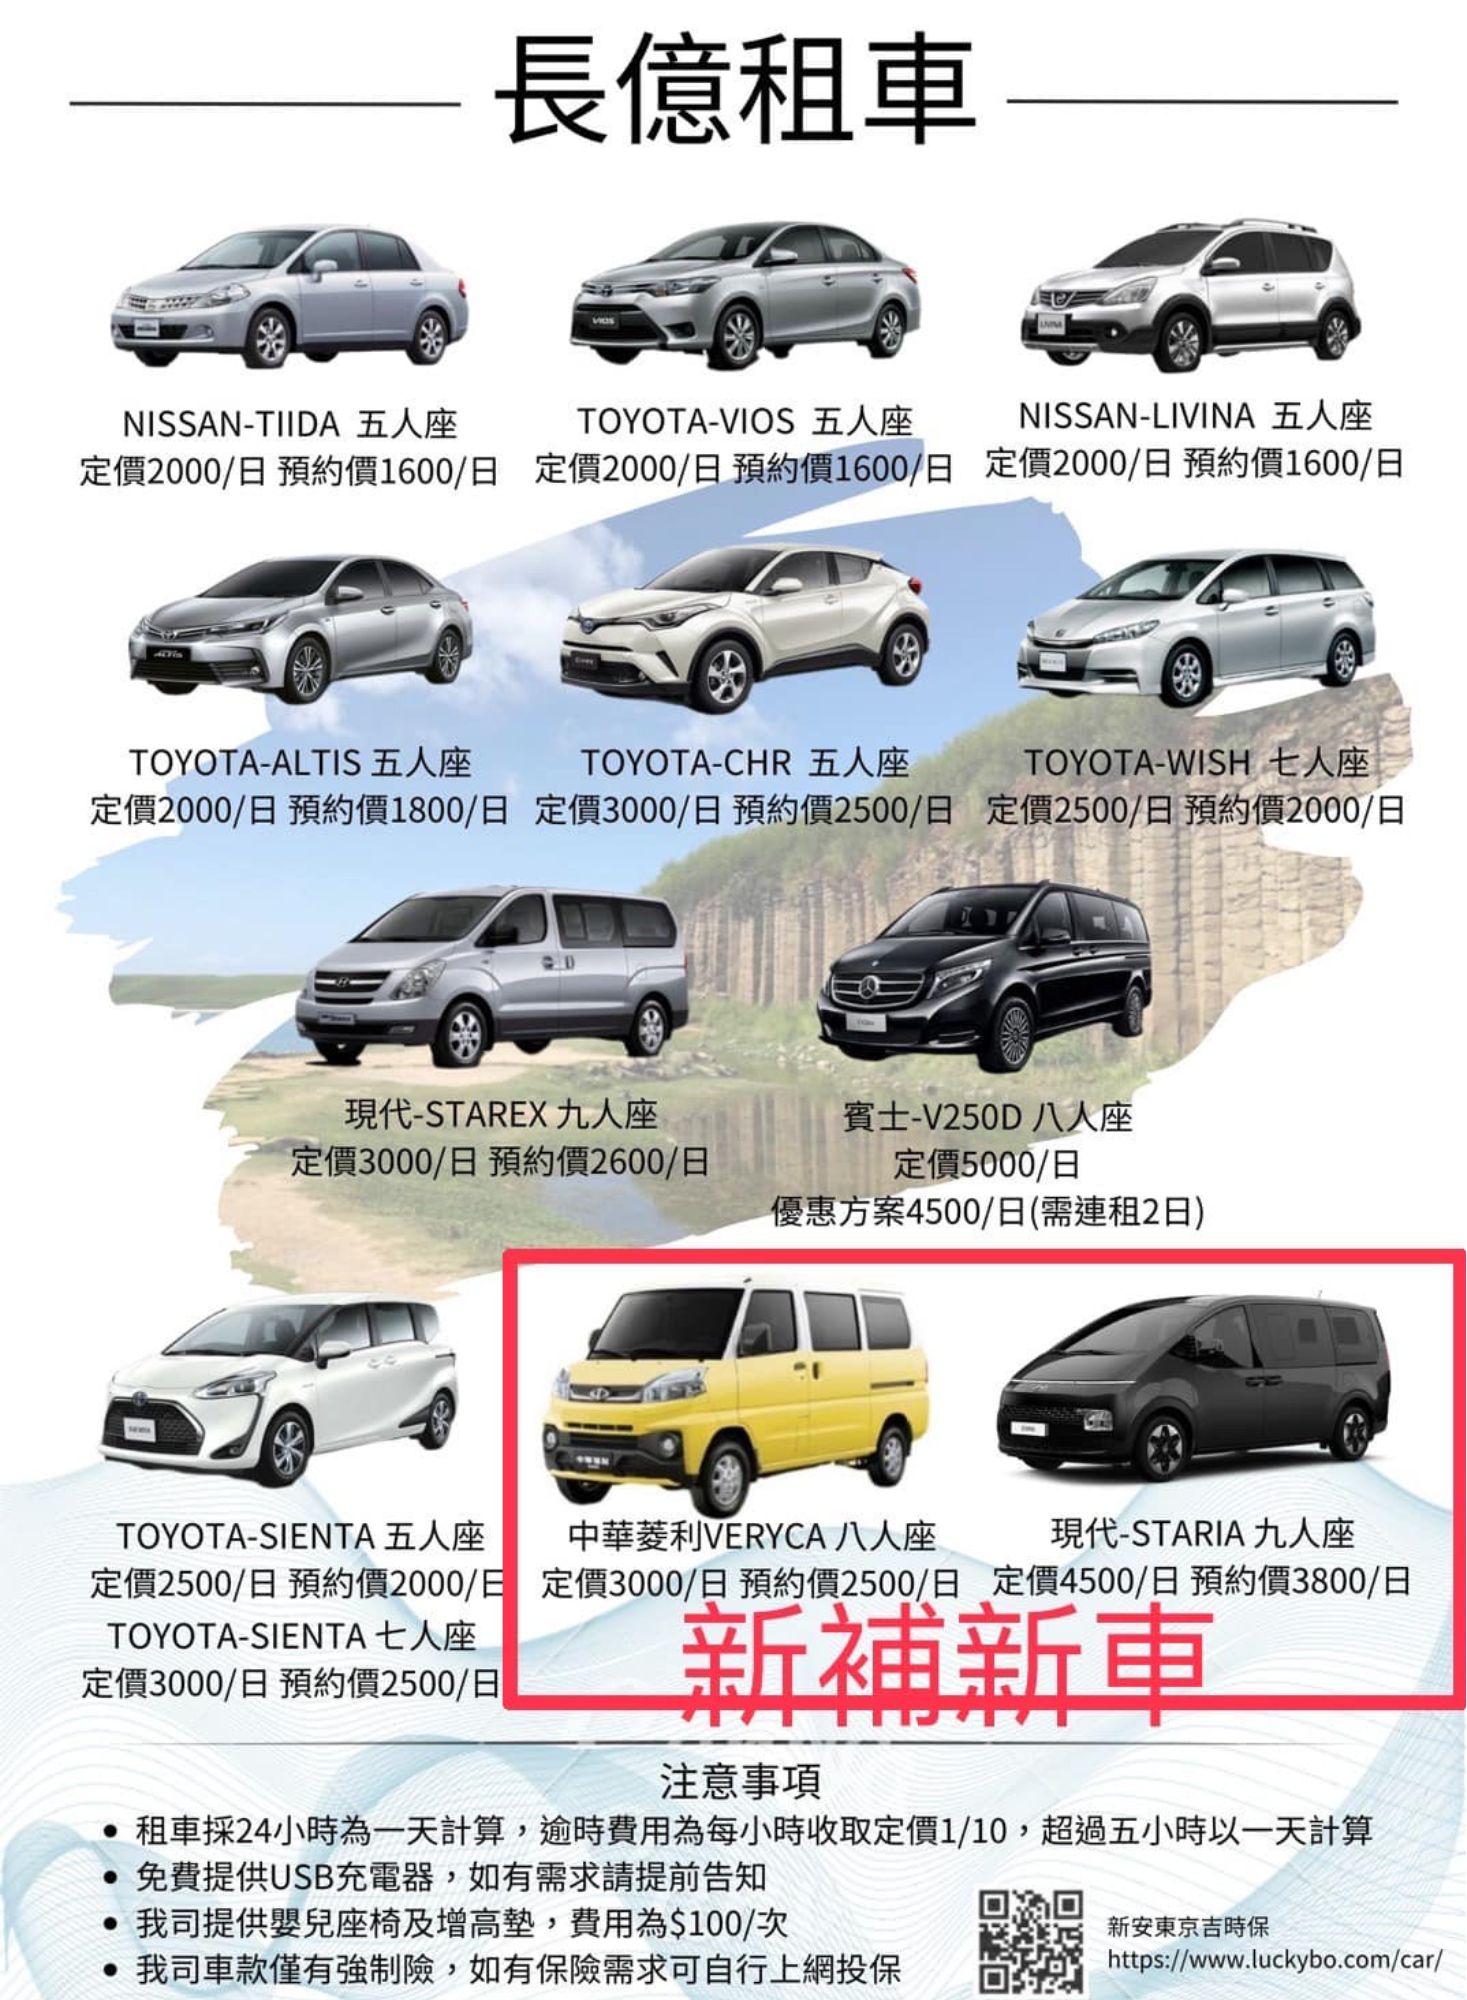 長億租車
NISSAN-TIIDA 五人座
定價2000/日 預約價1600/日
TOYOTA-VIOS 五人座
定價2000/日 預約價1600/日
NISSAN-LIVINA 五人座
定價2000/日 預約價1600/日
TOYOTA-ALTIS 五人座
定價2000/日 預約價1800/日
TOYOTA-CHR 五人座
定價3000/日 預約價2500/日
TOYOTA-WISH 七人座
定價2500/日 預約價2000/日
現代-STAREX 九人座
定價3000/日 預約價2600/日
賓士-V250D 八人座
定價5000/日
優惠方案4500/日(需連租2日)
TOYOTA-SIENTA 五人座
定價2500/日 預約價2000/日
TOYOTA-SIENTA 七人座
定價3000/日 預約價2500/日
中華菱利VERYCA 八人座
定價3000/日 預約價2500/日
現代-STARIA 九人座
定價4500/日 預約價3800/日
新補新車
注意事項
• 租車採24小時為一天計算，逾時費用為每小時收取定價1/10，超過五小時以一天計算
• 免費提供USB充電器，如有需求請提前告知
• 我司提供嬰兒座椅及增高墊，費用為$100/次
• 我司車款僅有強制險，如有保險需求可自行上網投保
新安東京吉時保
https://www.luckybo.com/car/